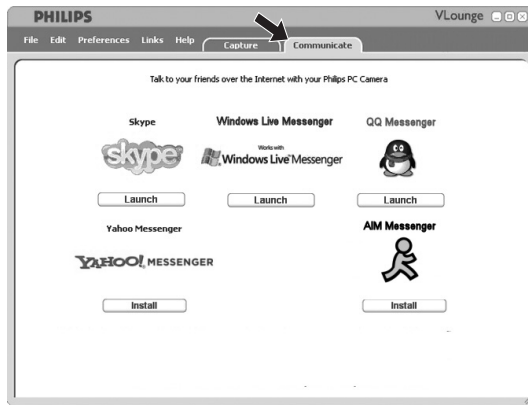 PHILIPS
VLounge
File Edit Preferences Links Help Capture Communicate
Talk to your friends over the Internet with your Philips PC Camera
Skype Windows Live Messenger QQ Messenger
skype
Works with
Windows Live™ Messenger
Launch Launch Launch
Yahoo Messenger AIM Messenger
YAHOO! MESSENGER
Install Install